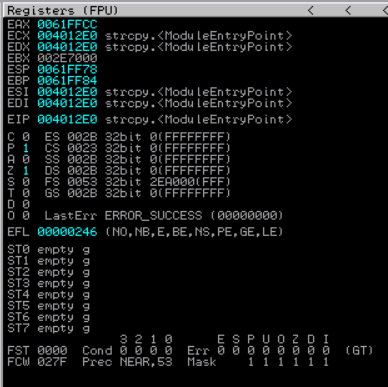 Registers (FPU) < < <
EAX 0061FFCC
ECX 004012E0 strcpy.<ModuleEntryPoint>
EDX 004012E0 strcpy.<ModuleEntryPoint>
EBX 002E7000
ESP 0061FF78
EBP 0061FF84
ESI 004012E0 strcpy.<ModuleEntryPoint>
EDI 004012E0 strcpy.<ModuleEntryPoint>
EIP 004012E0 strcpy.<ModuleEntryPoint>
C 0 ES 002B 32bit 0(FFFFFFFF)
P 1 CS 0023 32bit 0(FFFFFFFF)
A 0 SS 002B 32bit 0(FFFFFFFF)
Z 1 DS 002B 32bit 0(FFFFFFFF)
S 0 FS 0053 32bit 2EA000(FFF)
T 0 GS 002B 32bit 0(FFFFFFFF)
D 0
O 0 LastErr ERROR_SUCCESS (00000000)
EFL 00000246 (NO,NB,E,BE,NS,PE,GE,LE)
ST0 empty g
ST1 empty g
ST2 empty g
ST3 empty g
ST4 empty g
ST5 empty g
ST6 empty g
ST7 empty g
3 2 1 0 E S P U O Z D I
FST 0000 Cond 0 0 0 0 Err 0 0 0 0 0 0 0 0 (GT)
FCW 027F Prec NEAR,53 Mask 1 1 1 1 1 1